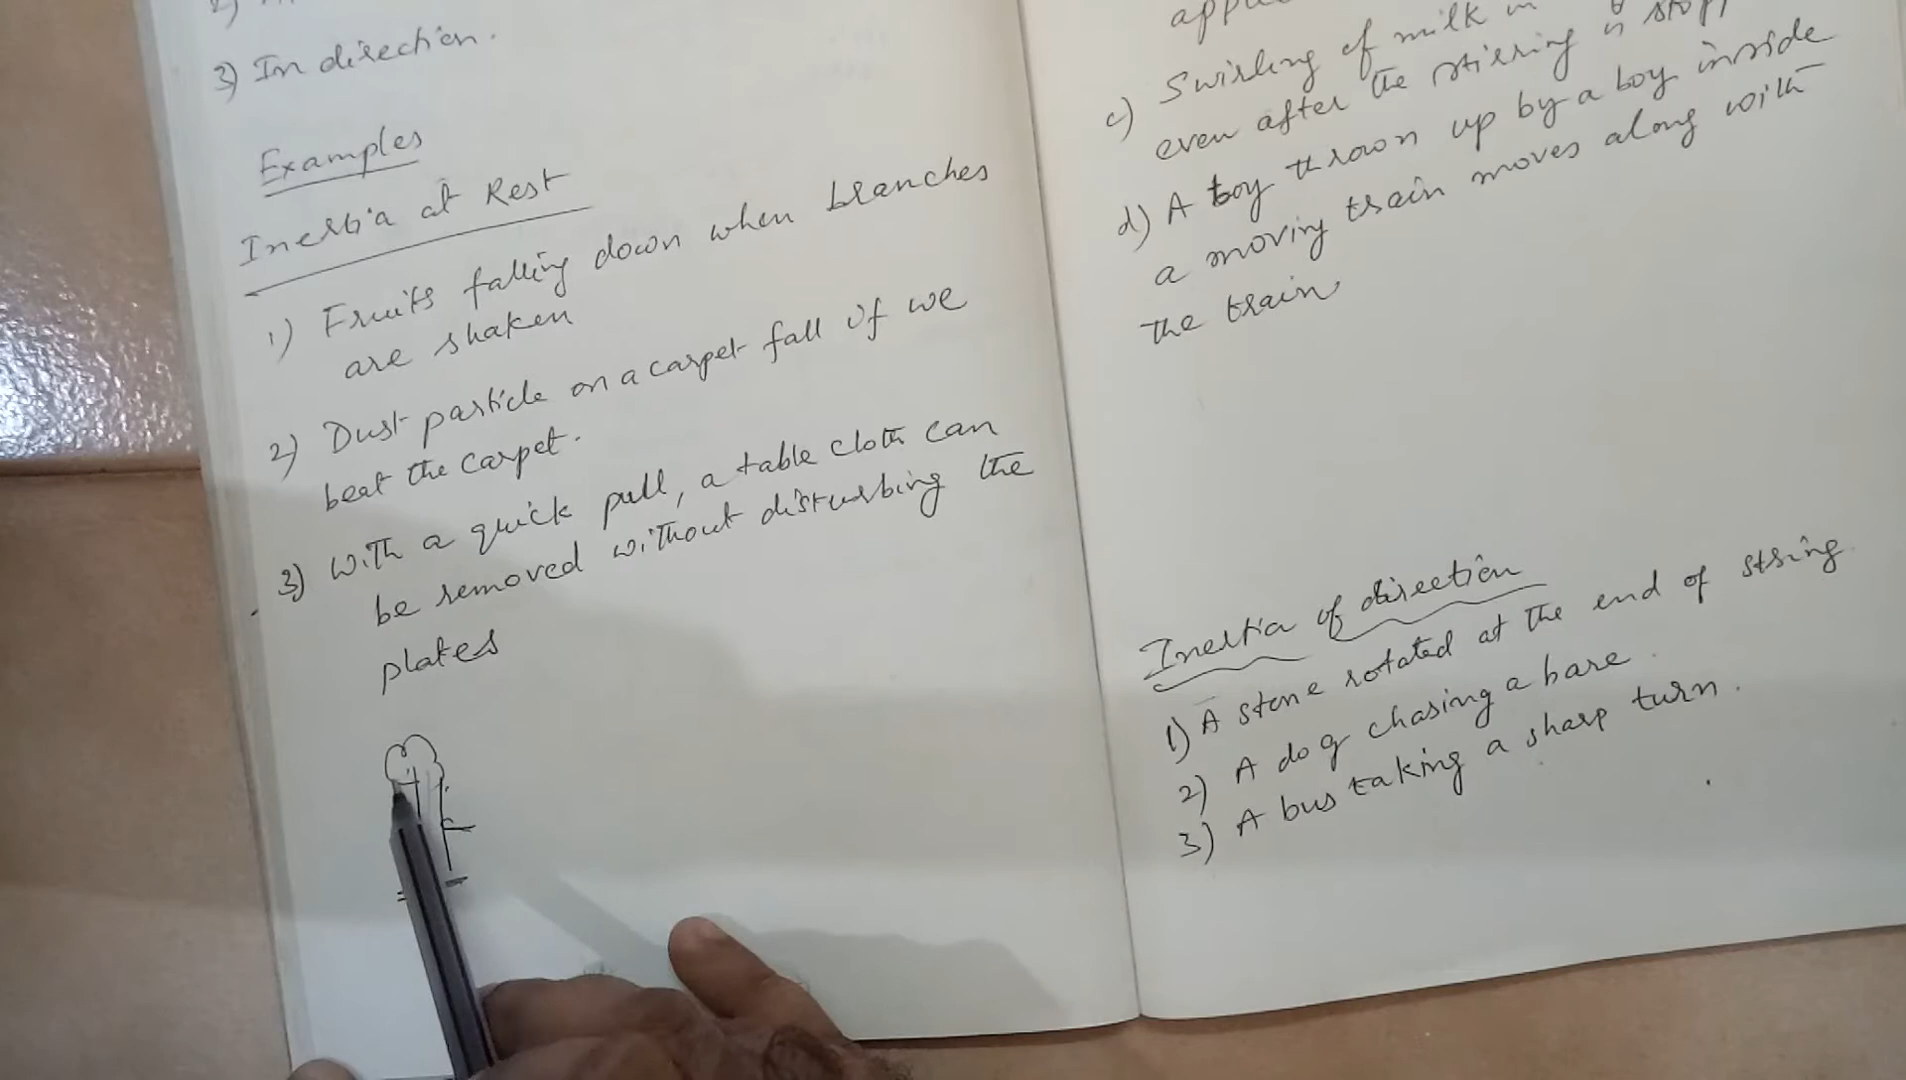 3) In direction.
Examples
Inertia at Rest
1) Fruits falling down when branches
are shaken
2) Dust particle on a carpet fall if we
beat the carpet.
3) With a quick pull, a table cloth can
be removed without disturbing the
plates
c) Swirling of milk in
even after the stirring is
d) A toy thrown up by a boy inside
a moving train moves along with
the train
Inertia of direction
1) A stone rotated at the end of string
2) A dog chasing a hare.
3) A bus taking a sharp turn.